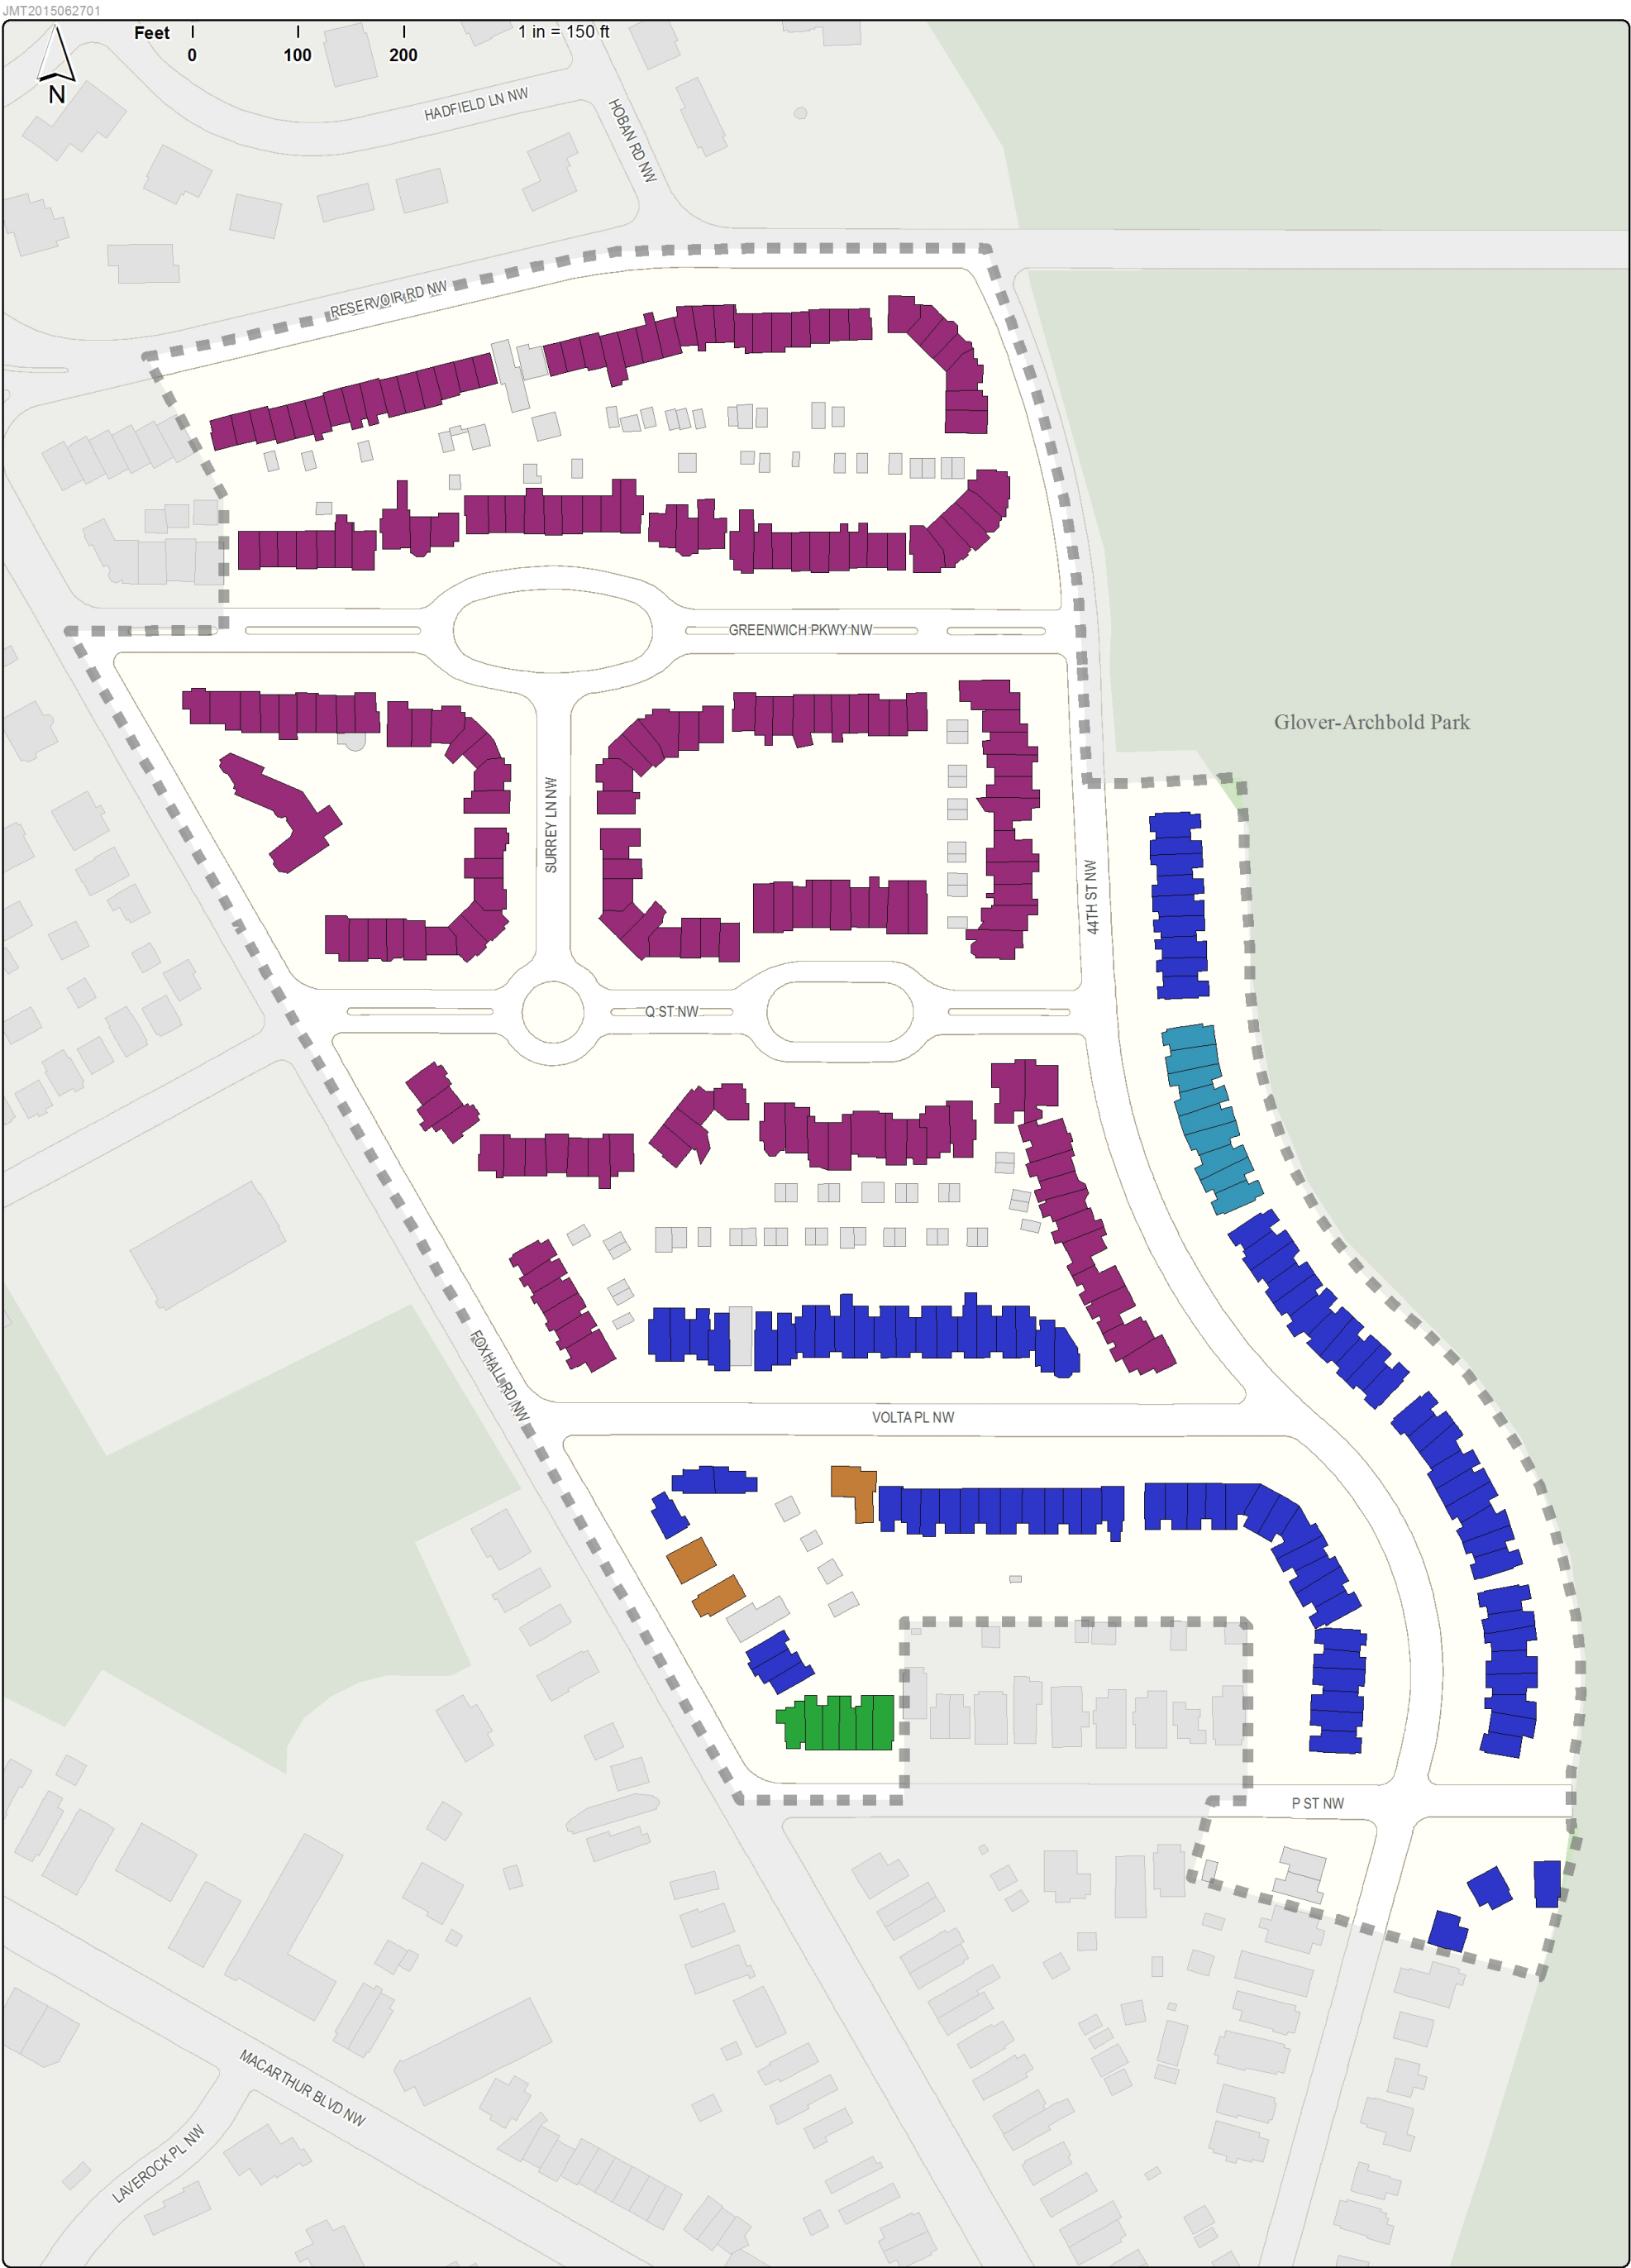 JMT2015062701
Feet
0
100
200
1 in = 150 ft
N
HADFIELD LN NW
HOBAN RD NW
RESERVOIR RD NW
GREENWICH PKWY NW
Glover-Archbold Park
SURREY LN NW
44TH ST NW
Q ST NW
FOXHALL RD NW
VOLTA PL NW
P ST NW
MACARTHUR BLVD NW
LAVEROCK PL NW